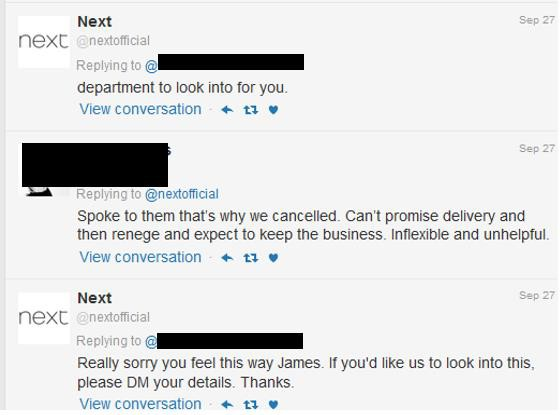 Next
Sep 27
next
@nextofficial
Replying to @
department to look into for you.
View conversation ·
s
Sep 27
Replying to @nextofficial
Spoke to them that's why we cancelled. Can't promise delivery and
then renege and expect to keep the business. Inflexible and unhelpful.
View conversation ·
Next
Sep 27
next
@nextofficial
Replying to @
Really sorry you feel this way James. If you'd like us to look into this,
please DM your details. Thanks.
View conversation ·